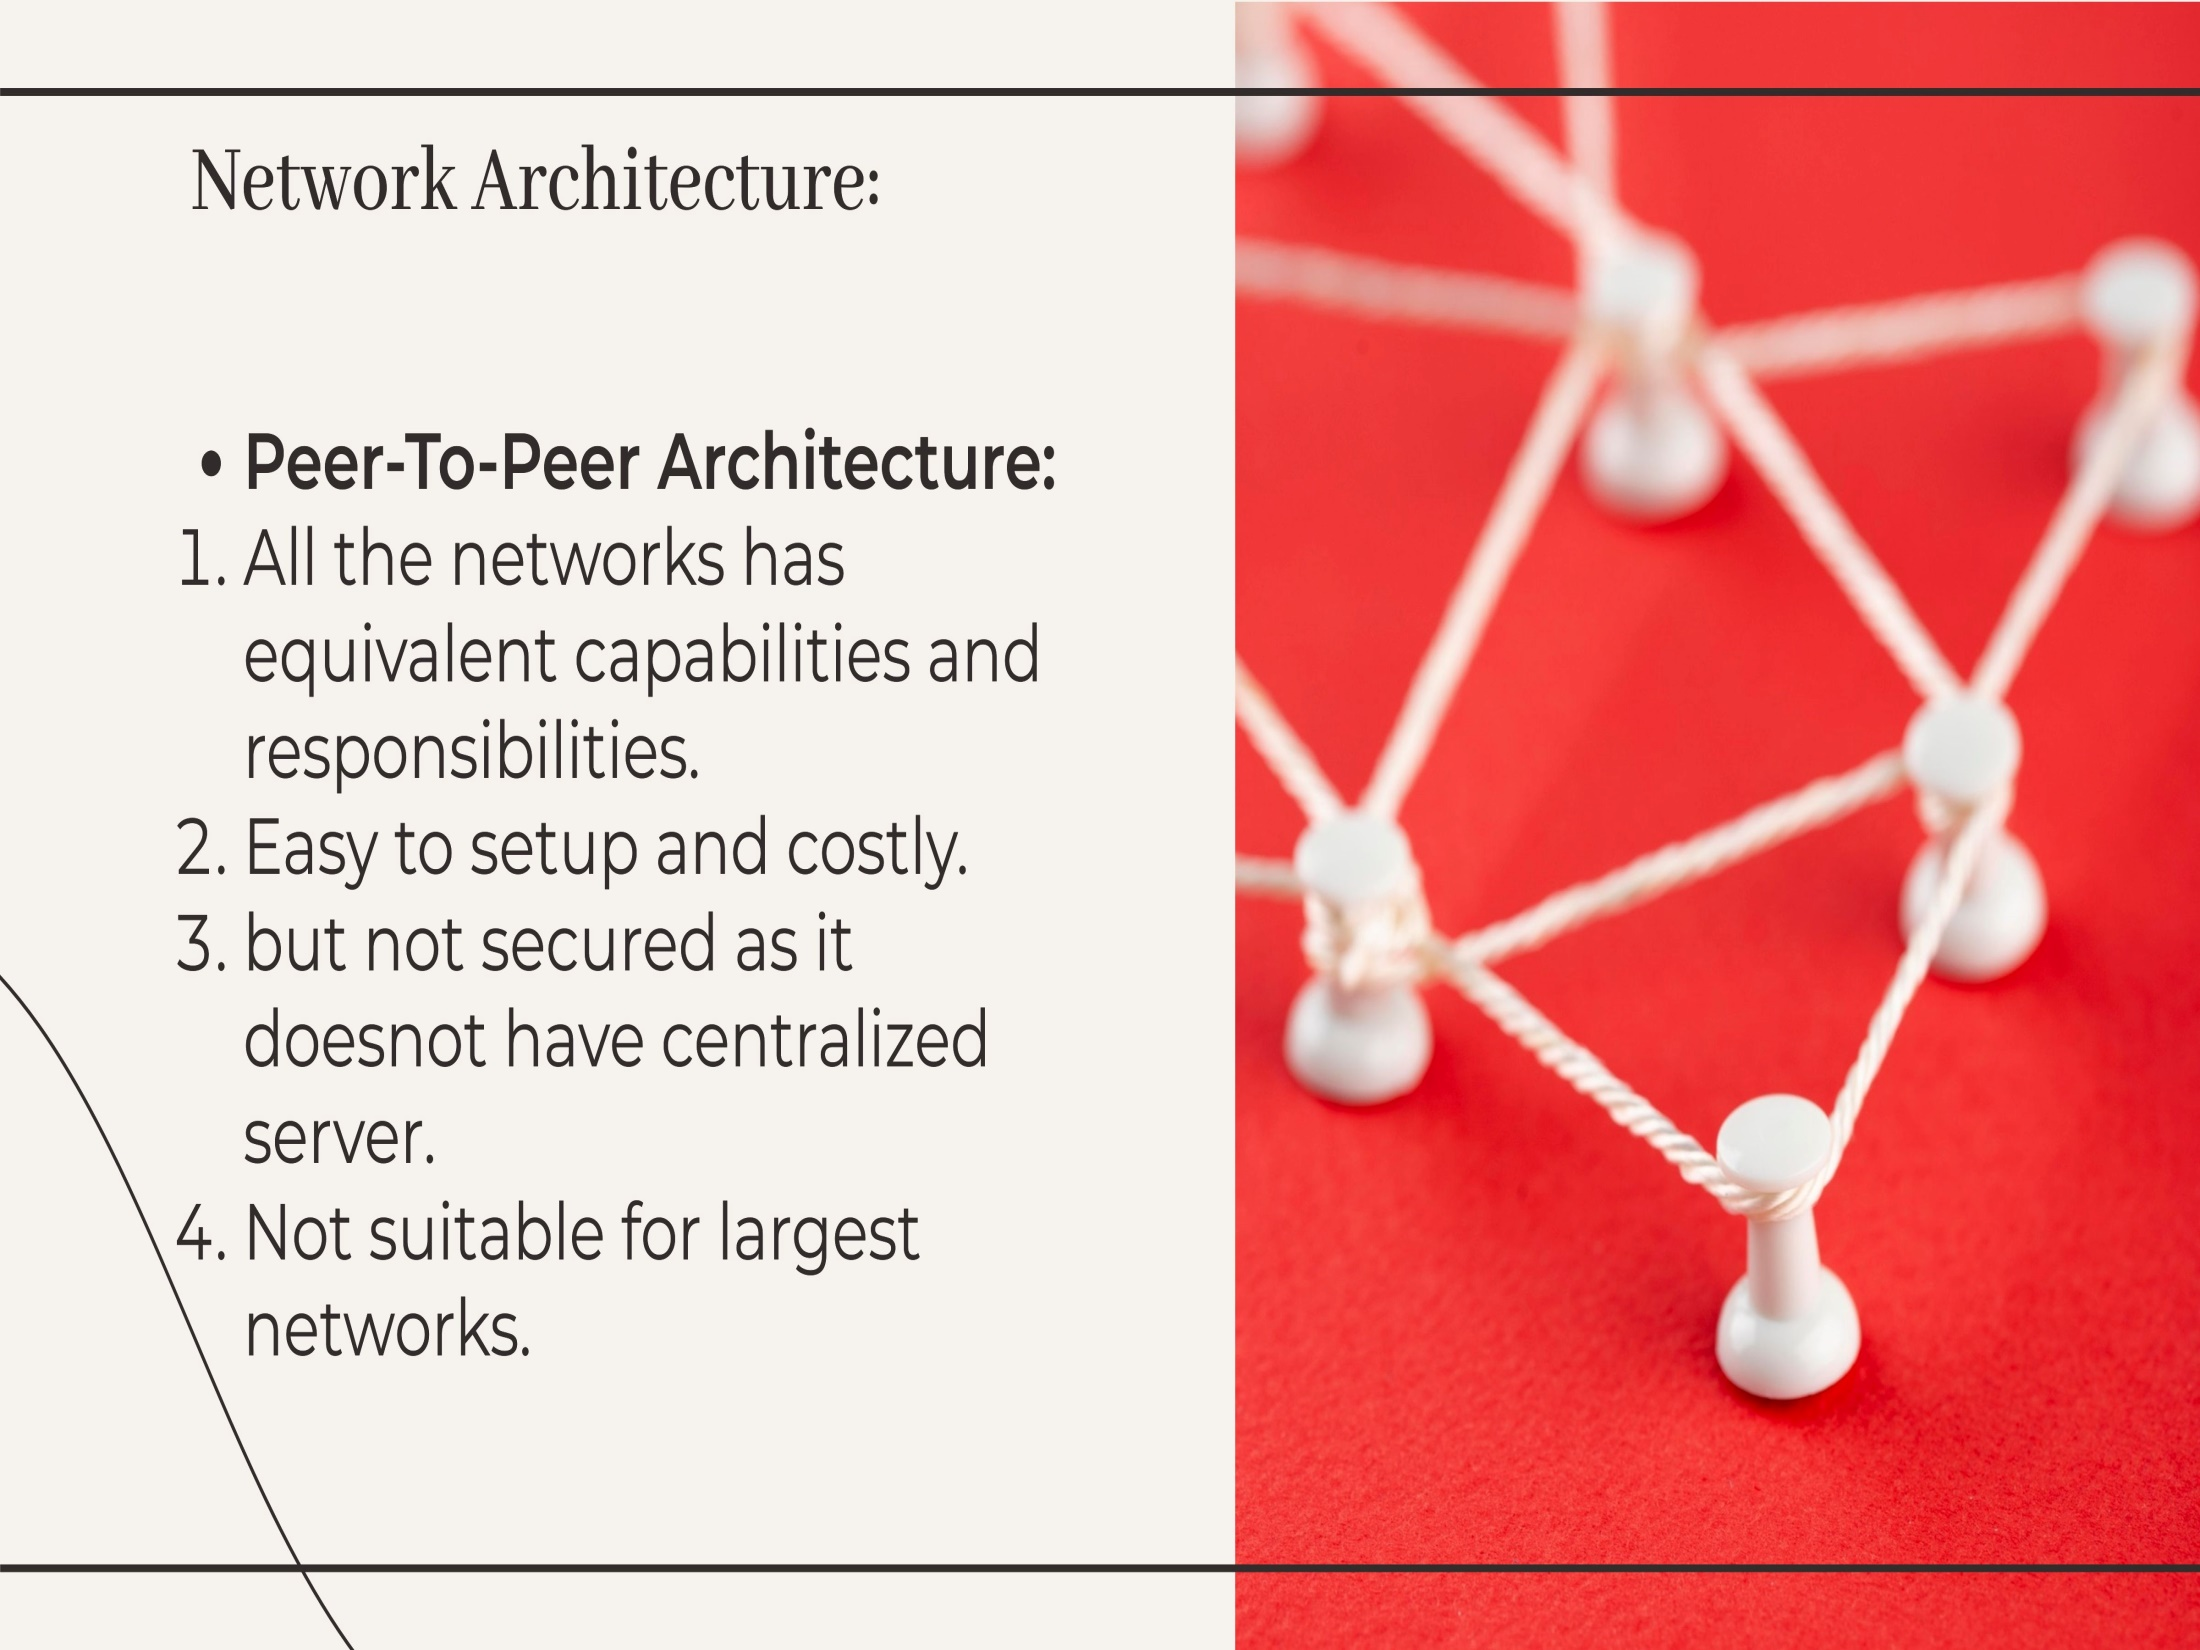 Network Architecture:
• Peer-To-Peer Architecture:
1. All the networks has
equivalent capabilities and
responsibilities.
2. Easy to setup and costly.
3. but not secured as it
doesnot have centralized
server.
4. Not suitable for largest
networks.